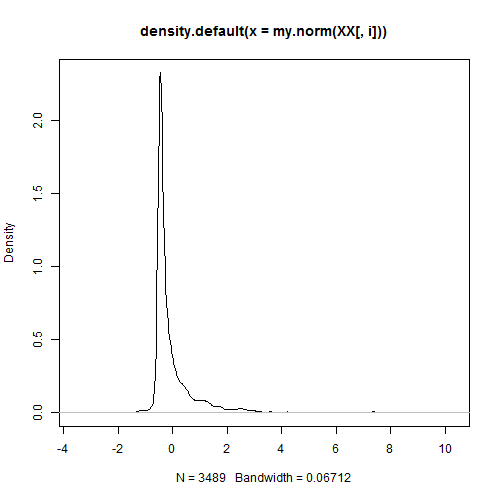 density.default(x = my.norm(XX[, i]))
Density
2.0
1.5
1.0
0.5
0.0
-4 -2 0 2 4 6 8 10
N = 3489 Bandwidth = 0.06712